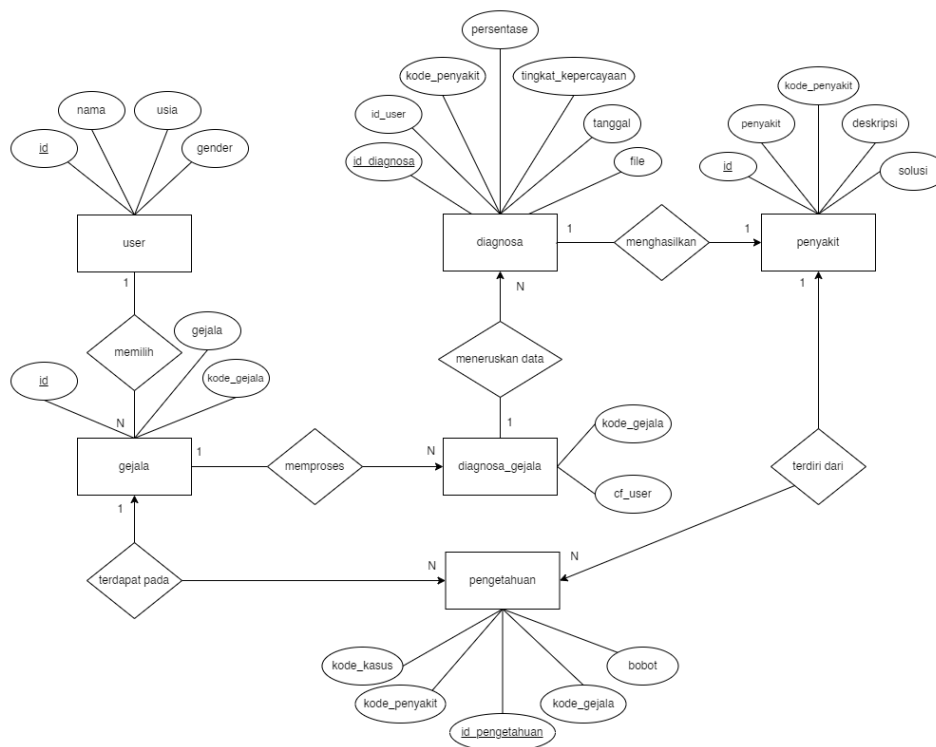 persentase
kode_penyakit
tingkat_kepercayaan
kode_penyakit
nama
usia
id_user
tanggal
penyakit
deskripsi
id
gender
id_diagnosa
file
id
solusi
user
diagnosa
1
menghasilkan
1
penyakit
1
N
1
memilih
gejala
meneruskan data
id
kode_gejala
N
1
kode_gejala
gejala
1
memproses
N
diagnosa_gejala
terdiri dari
cf_user
1
N
terdapat pada
N
pengetahuan
kode_kasus
bobot
kode_penyakit
kode_gejala
id_pengetahuan